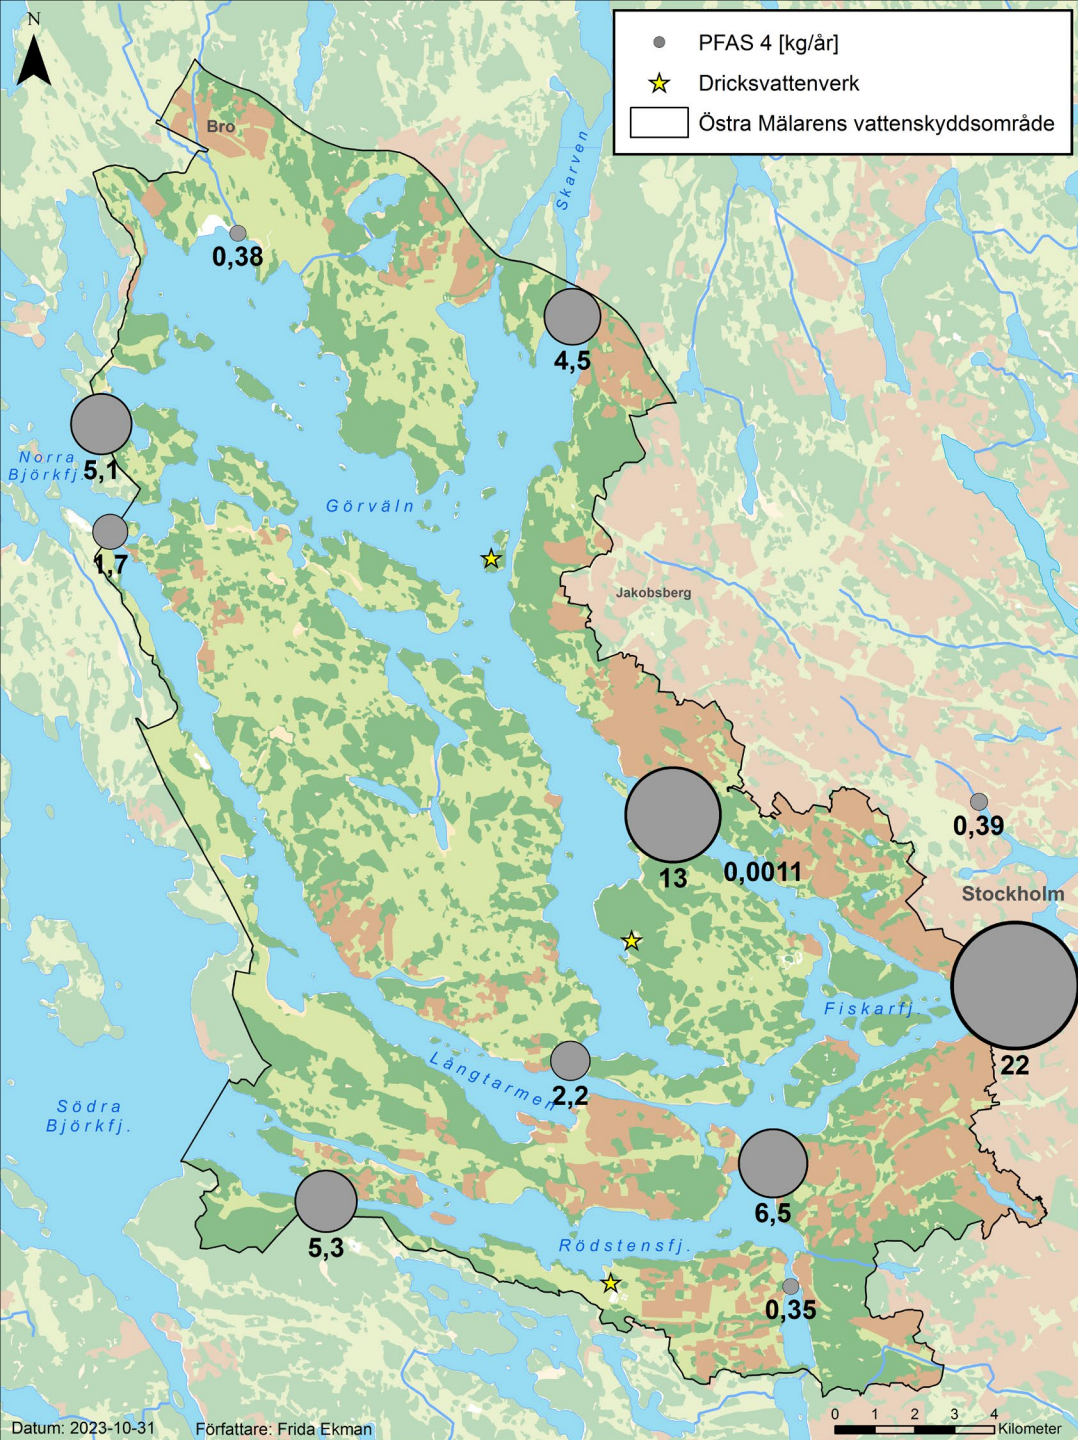 N
PFAS 4 [kg/år]
Dricksvattenverk
Östra Mälarens vattenskyddsområde
Bro
Skarven
0,38
4,5
Norra
Björkfj.
5,1
Görväln
1,7
Jakobsberg
0,39
13
0,0011
Stockholm
Fiskarfj.
22
Långtarmen
2,2
Södra
Björkfj.
6,5
5,3
Rödstensfj.
0,35
Datum: 2023-10-31
Författare: Frida Ekman
0 1 2 3 4
Kilometer